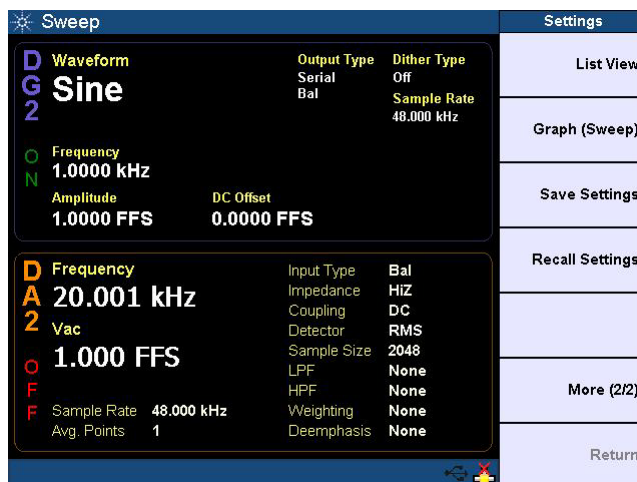 Sweep
DG2
ON
Waveform
Sine
Output Type
Serial
Bal
Dither Type
Off
Sample Rate
48.000 kHz
Frequency
1.0000 kHz
Amplitude
1.0000 FFS
DC Offset
0.0000 FFS
DA2
OFF
Frequency
20.001 kHz
Vac
1.000 FFS
Sample Rate 48.000 kHz
Avg. Points 1
Input Type Bal
Impedance HiZ
Coupling DC
Detector RMS
Sample Size 2048
LPF None
HPF None
Weighting None
Deemphasis None
Settings
List View
Graph (Sweep)
Save Settings
Recall Settings
More (2/2)
Return